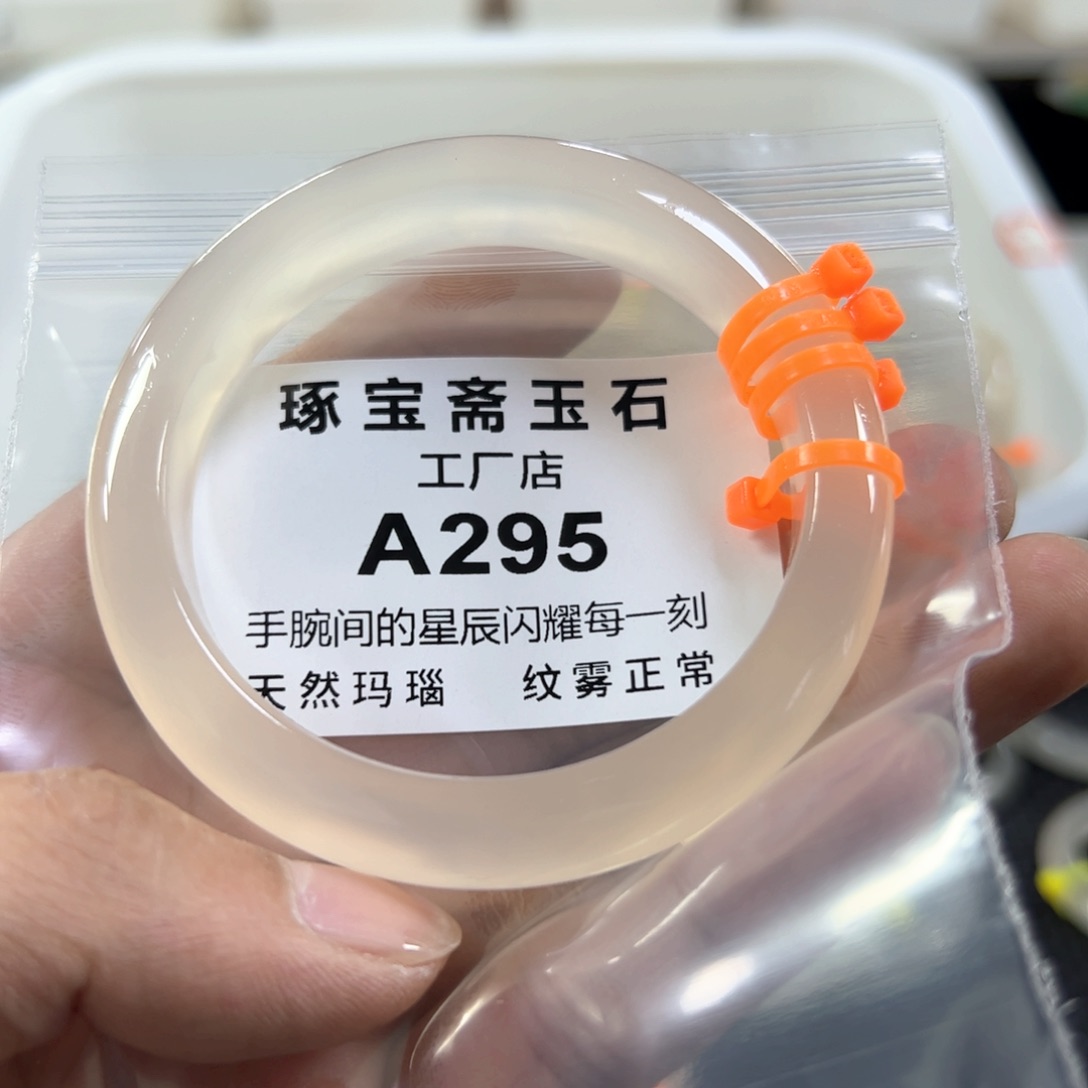 琢宝斋玉石
工厂店
A295
手腕间的星辰闪耀每一刻
天然玛瑙 纹雾正常